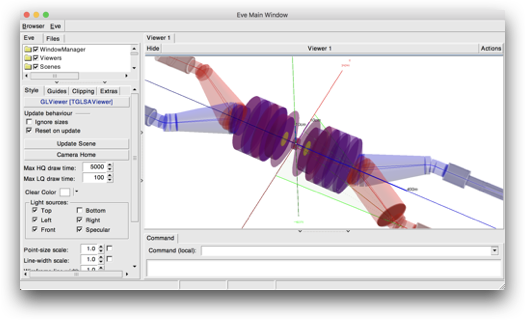 Eve Main Window
Browser Eve
Eve Files
WindowManager
Viewers
Scenes
Style Guides Clipping Extras
GLViewer [TGLSAViewer]
Update behaviour
Ignore sizes
Reset on update
Update Scene
Camera Home
Max HQ draw time: 5000
Max LQ draw time: 100
Clear Color
Light sources:
Top Bottom
Left Right
Front Specular
Point-size scale: 1.0
Line-width scale: 1.0
Viewer 1
Hide Viewer 1 Actions
Command
Command (local):